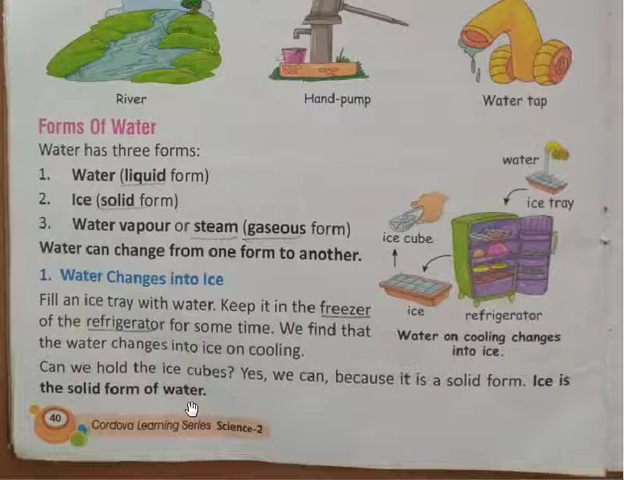 River
Hand-pump
Water tap
Forms Of Water
Water has three forms:
1. Water (liquid form)
2. Ice (solid form)
3. Water vapour or steam (gaseous form)
Water can change from one form to another.
1. Water Changes into Ice
Fill an ice tray with water. Keep it in the freezer
of the refrigerator for some time. We find that
the water changes into ice on cooling.
water
ice tray
ice cube
ice
refrigerator
Water on cooling changes
into ice.
Can we hold the ice cubes? Yes, we can, because it is a solid form. Ice is
the solid form of water.
40
Cordova Learning Series Science-2